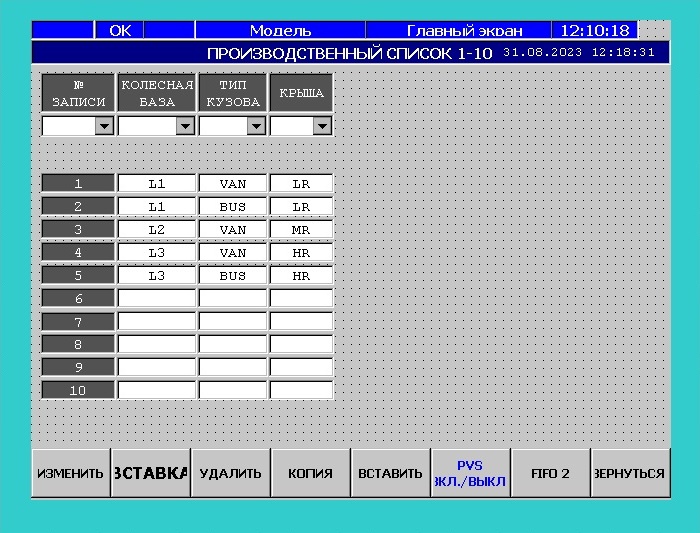 OK Модель Главный экран 12:10:18
ПРОИЗВОДСТВЕННЫЙ СПИСОК 1-10 31.08.2023 12:18:31
№ ЗАПИСИ КОЛЕСНАЯ БАЗА ТИП КУЗОВА КРЫША
1 L1 VAN LR
2 L1 BUS LR
3 L2 VAN MR
4 L3 VAN HR
5 L3 BUS HR
6
7
8
9
10
ИЗМЕНИТЬ ВСТАВКА УДАЛИТЬ КОПИЯ ВСТАВИТЬ PVS ВКЛ./ВЫКЛ FIFO 2 ВЕРНУТЬСЯ